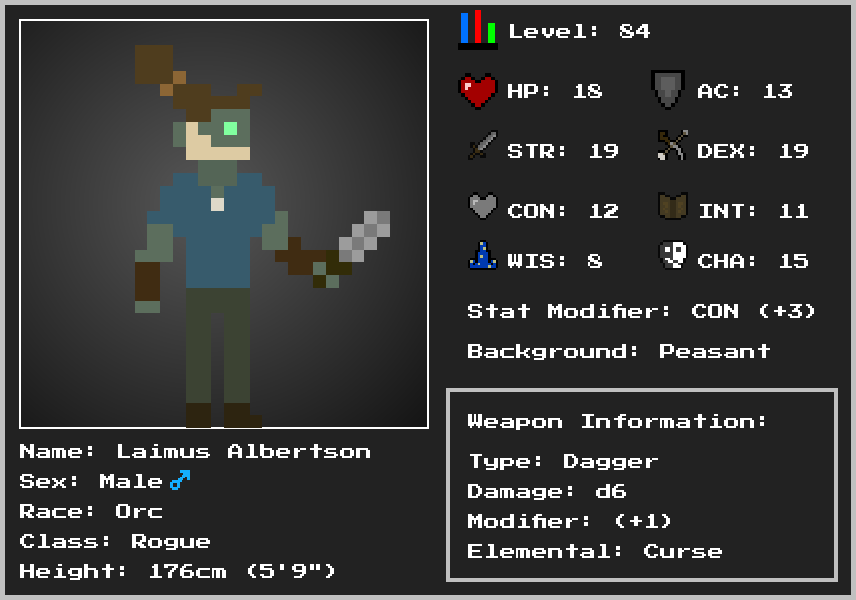 Level: 84
HP: 18
AC: 13
STR: 19
DEX: 19
CON: 12
INT: 11
WIS: 8
CHA: 15
Stat Modifier: CON (+3)
Background: Peasant
Weapon Information:
Type: Dagger
Damage: d6
Modifier: (+1)
Elemental: Curse
Name: Laimus Albertson
Sex: Male♂
Race: Orc
Class: Rogue
Height: 176cm (5'9")